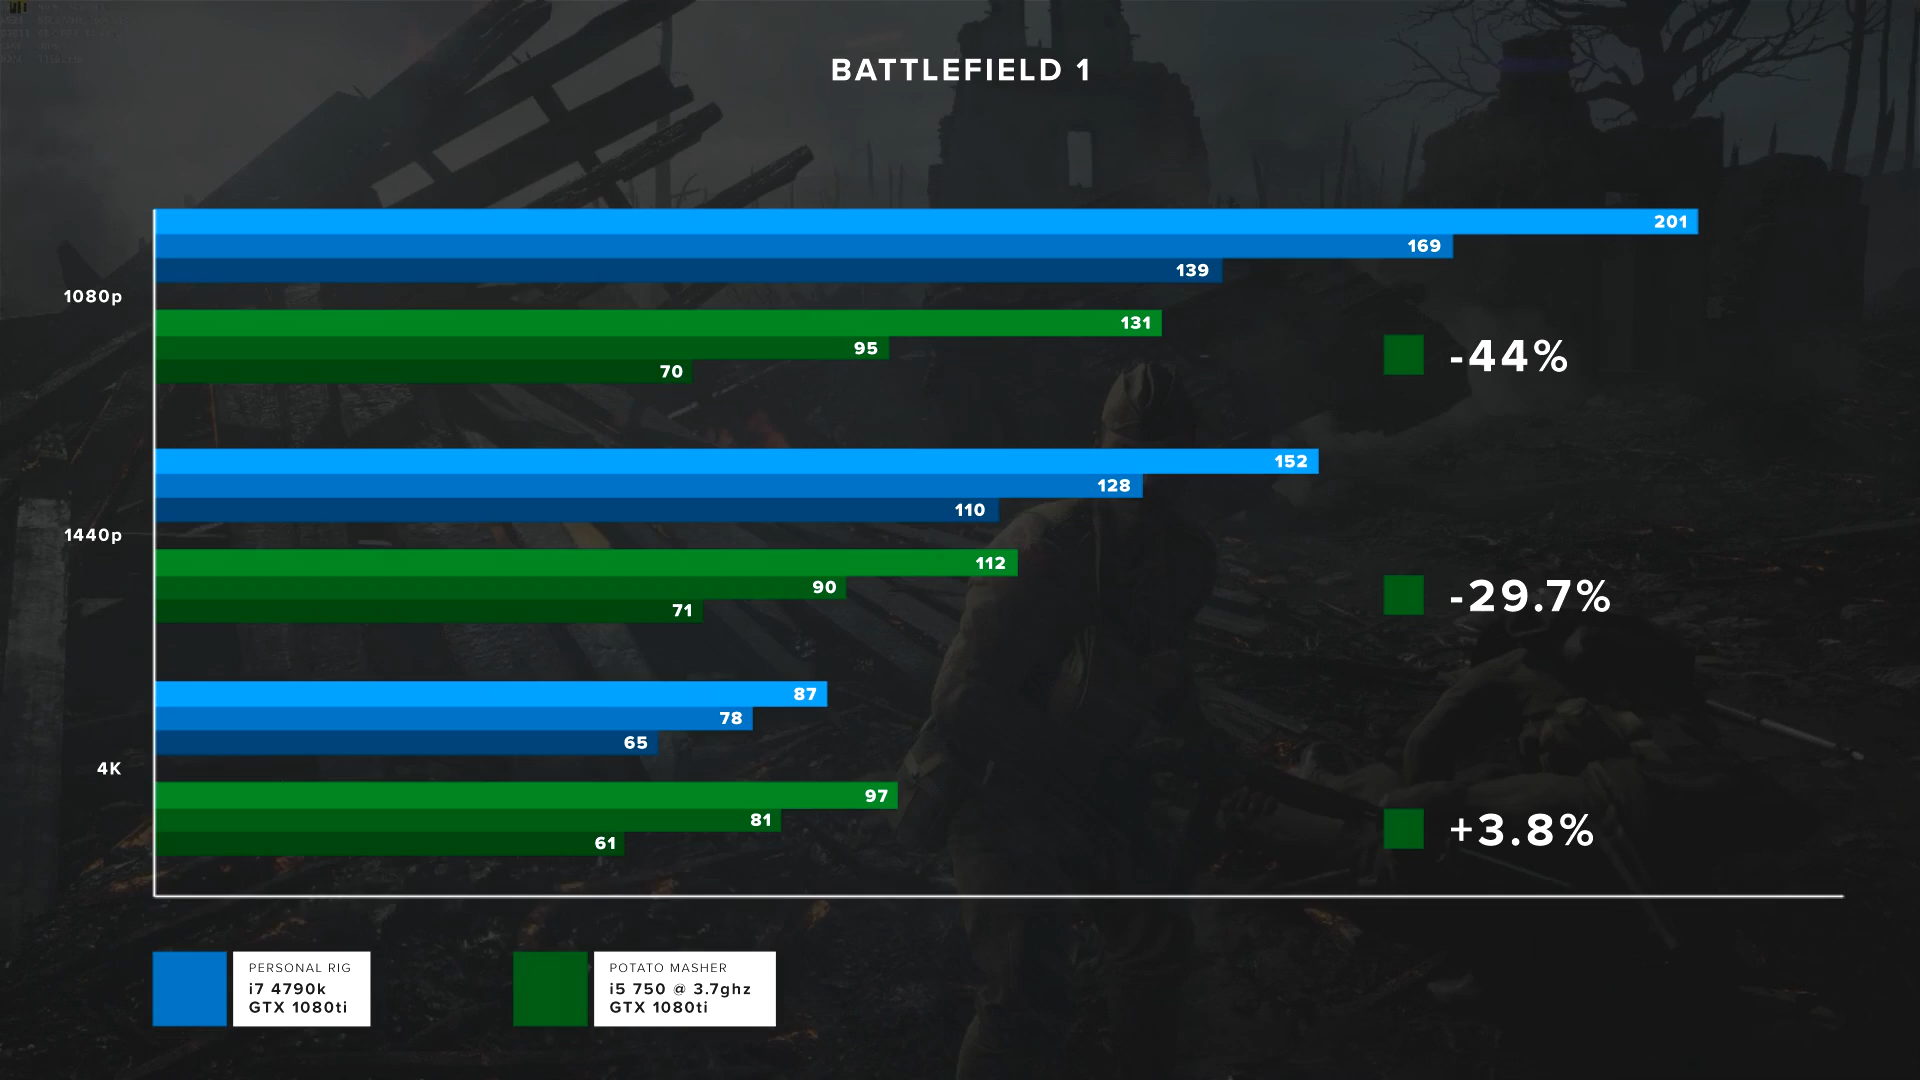 BATTLEFIELD 1
201
169
139
1080p
131
95
70
-44%
152
128
110
1440p
112
90
71
-29.7%
87
78
65
4K
97
81
61
+3.8%
PERSONAL RIG
i7 4790k
GTX 1080ti
POTATO MASHER
i5 750 @ 3.7ghz
GTX 1080ti